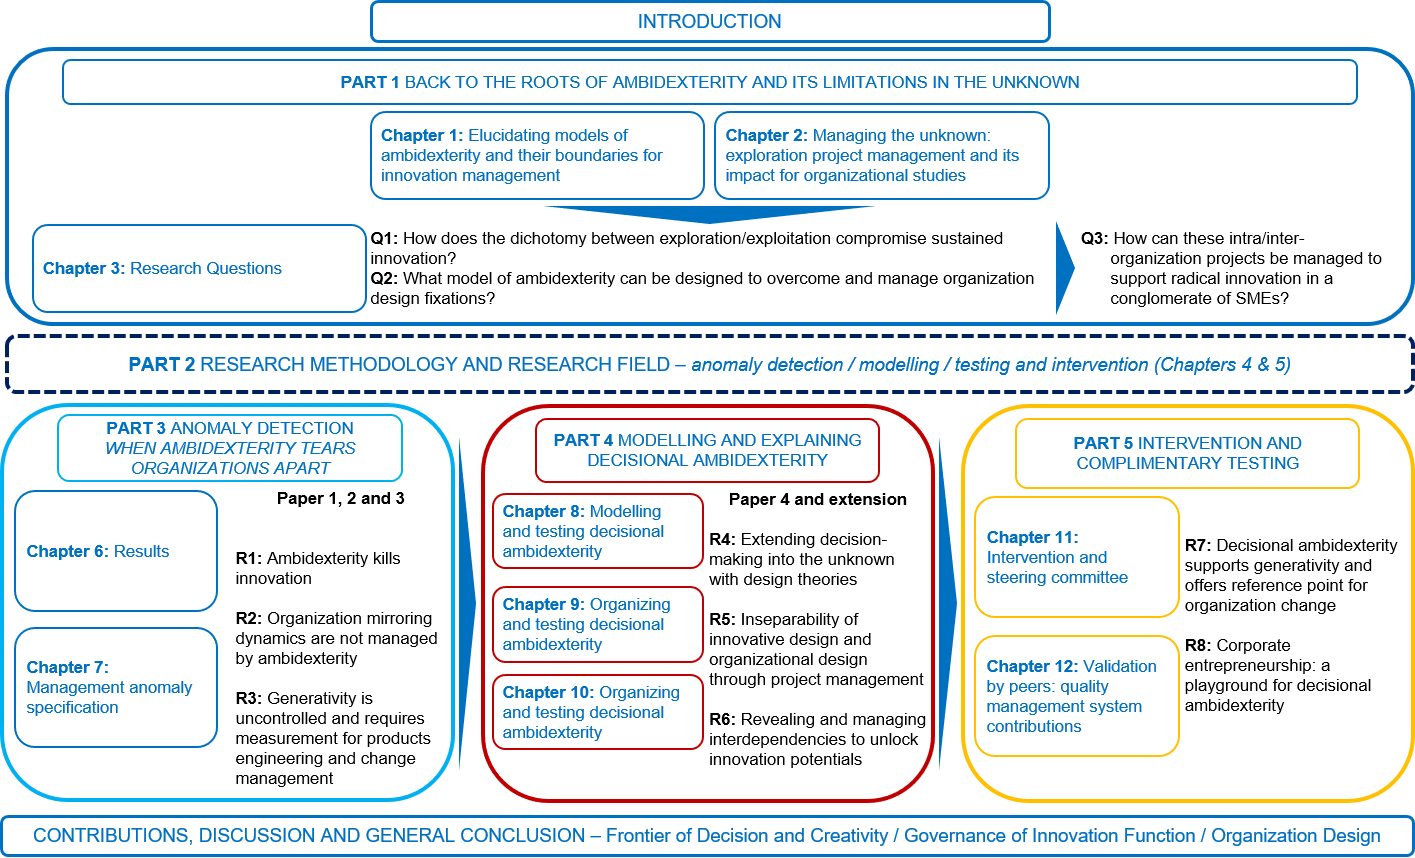 INTRODUCTION
PART 1 BACK TO THE ROOTS OF AMBIDEXTERITY AND ITS LIMITATIONS IN THE UNKNOWN
Chapter 1: Elucidating models of
ambidexterity and their boundaries for
innovation management
Chapter 2: Managing the unknown:
exploration project management and its
impact for organizational studies
Chapter 3: Research Questions
Q1: How does the dichotomy between exploration/exploitation compromise sustained
innovation?
Q2: What model of ambidexterity can be designed to overcome and manage organization
design fixations?
Q3: How can these intra/inter-
organization projects be managed to
support radical innovation in a
conglomerate of SMEs?
PART 2 RESEARCH METHODOLOGY AND RESEARCH FIELD – anomaly detection / modelling / testing and intervention (Chapters 4 & 5)
PART 3 ANOMALY DETECTION
WHEN AMBIDEXTERITY TEARS
ORGANIZATIONS APART
Paper 1, 2 and 3
Chapter 6: Results
Chapter 7:
Management anomaly
specification
R1: Ambidexterity kills
innovation
R2: Organization mirroring
dynamics are not managed
by ambidexterity
R3: Generativity is
uncontrolled and requires
measurement for products
engineering and change
management
PART 4 MODELLING AND EXPLAINING
DECISIONAL AMBIDEXTERITY
Paper 4 and extension
Chapter 8: Modelling
and testing decisional
ambidexterity
Chapter 9: Organizing
and testing decisional
ambidexterity
Chapter 10: Organizing
and testing decisional
ambidexterity
R4: Extending decision-
making into the unknown
with design theories
R5: Inseparability of
innovative design and
organizational design
through project management
R6: Revealing and managing
interdependencies to unlock
innovation potentials
PART 5 INTERVENTION AND
COMPLIMENTARY TESTING
Chapter 11:
Intervention and
steering committee
Chapter 12: Validation
by peers: quality
management system
contributions
R7: Decisional ambidexterity
supports generativity and
offers reference point for
organization change
R8: Corporate
entrepreneurship: a
playground for decisional
ambidexterity
CONTRIBUTIONS, DISCUSSION AND GENERAL CONCLUSION – Frontier of Decision and Creativity / Governance of Innovation Function / Organization Design